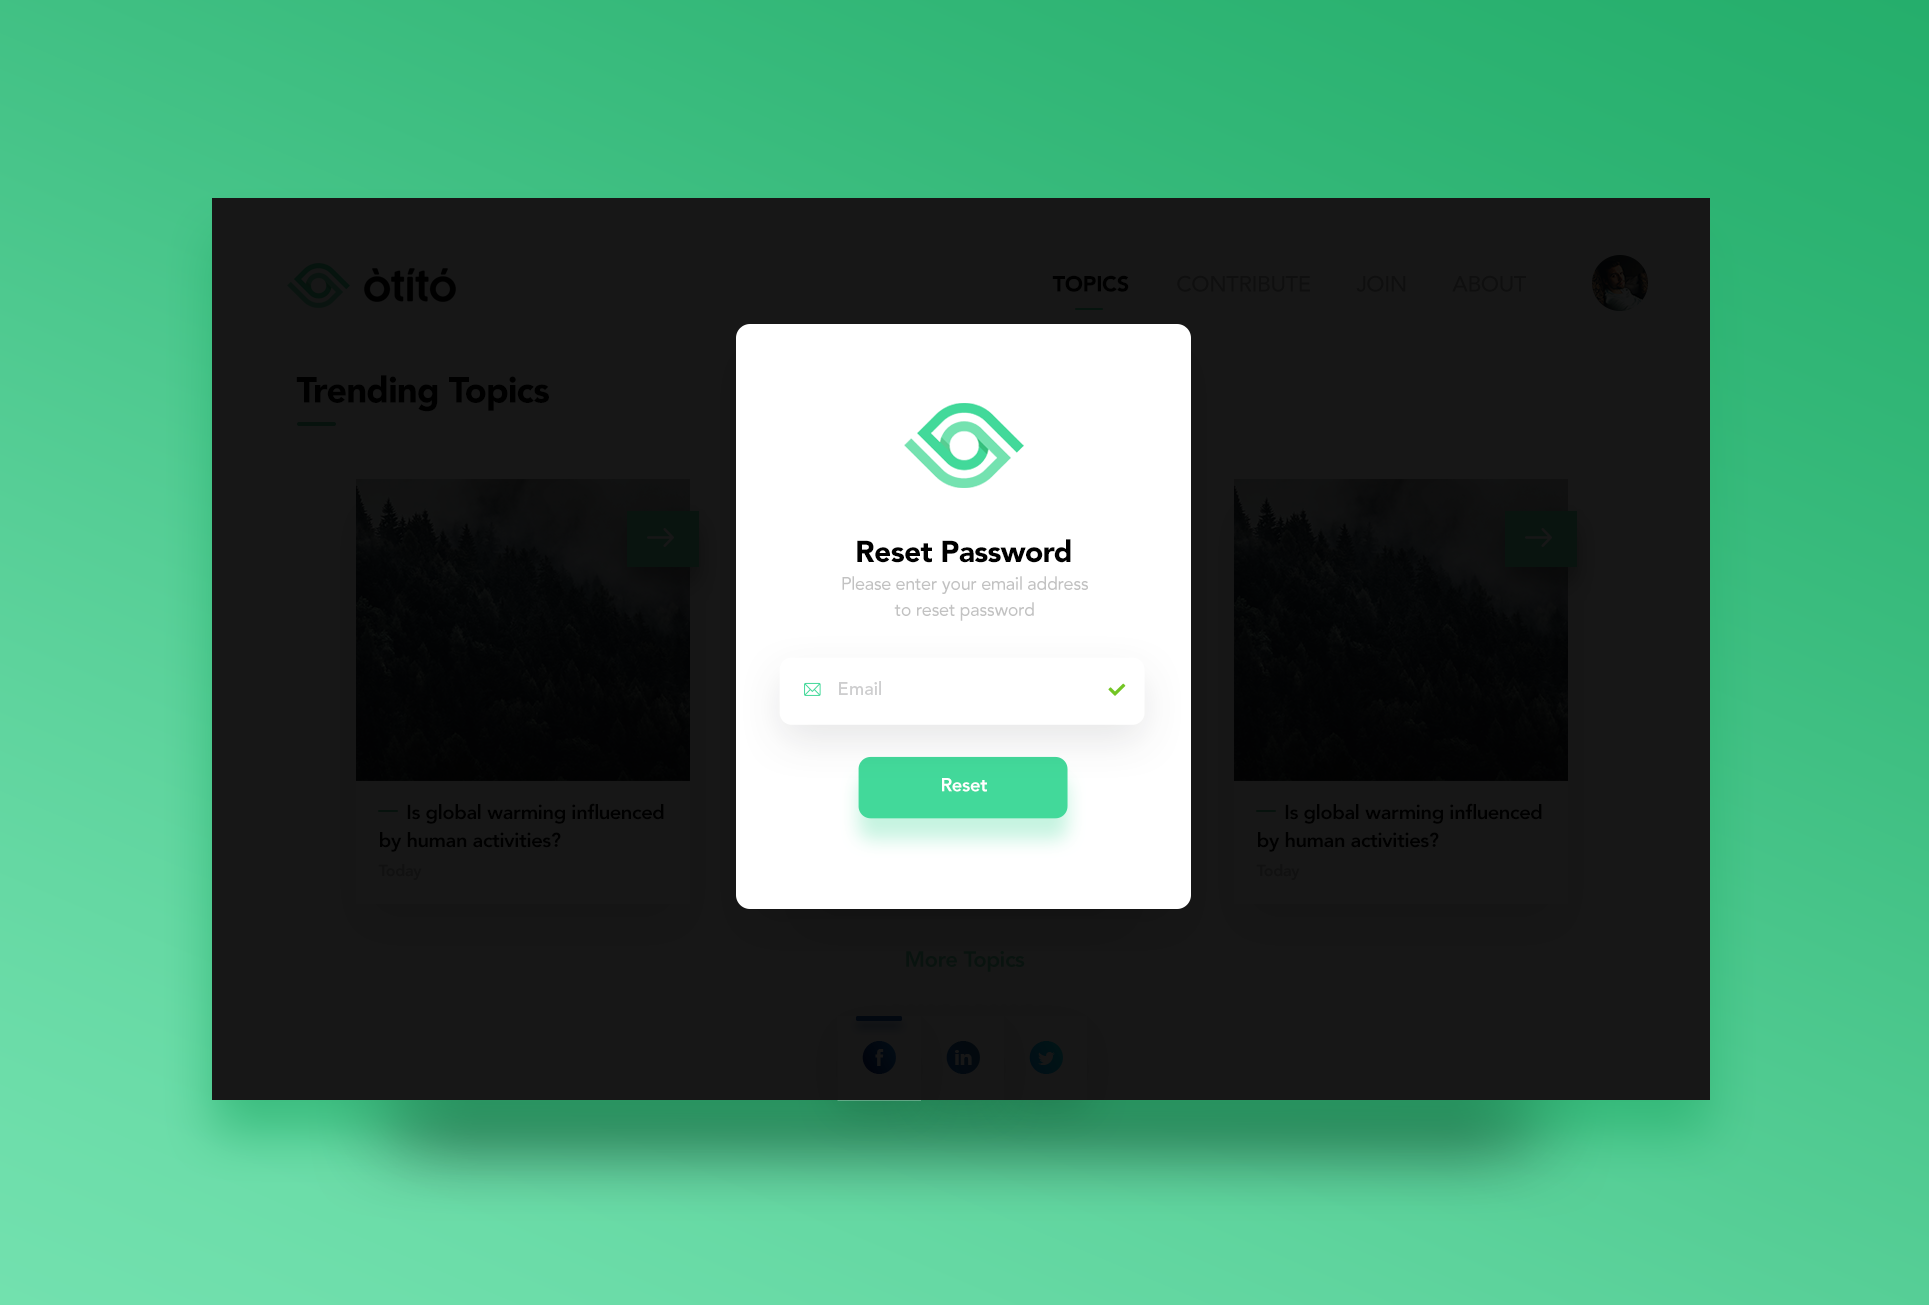 òtító
TOPICS
CONTRIBUTE
JOIN
ABOUT
Trending Topics
Reset Password
Please enter your email address
to reset password
Email
Reset
Is global warming influenced
by human activities?
Today
Is global warming influenced
by human activities?
Today
More Topics
f
in